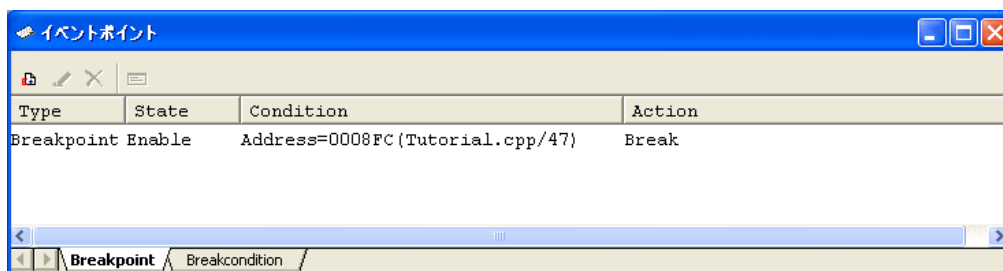 イベントポイント
Type State Condition Action
Breakpoint Enable Address=0008FC(Tutorial.cpp/47) Break
Breakpoint Breakcondition